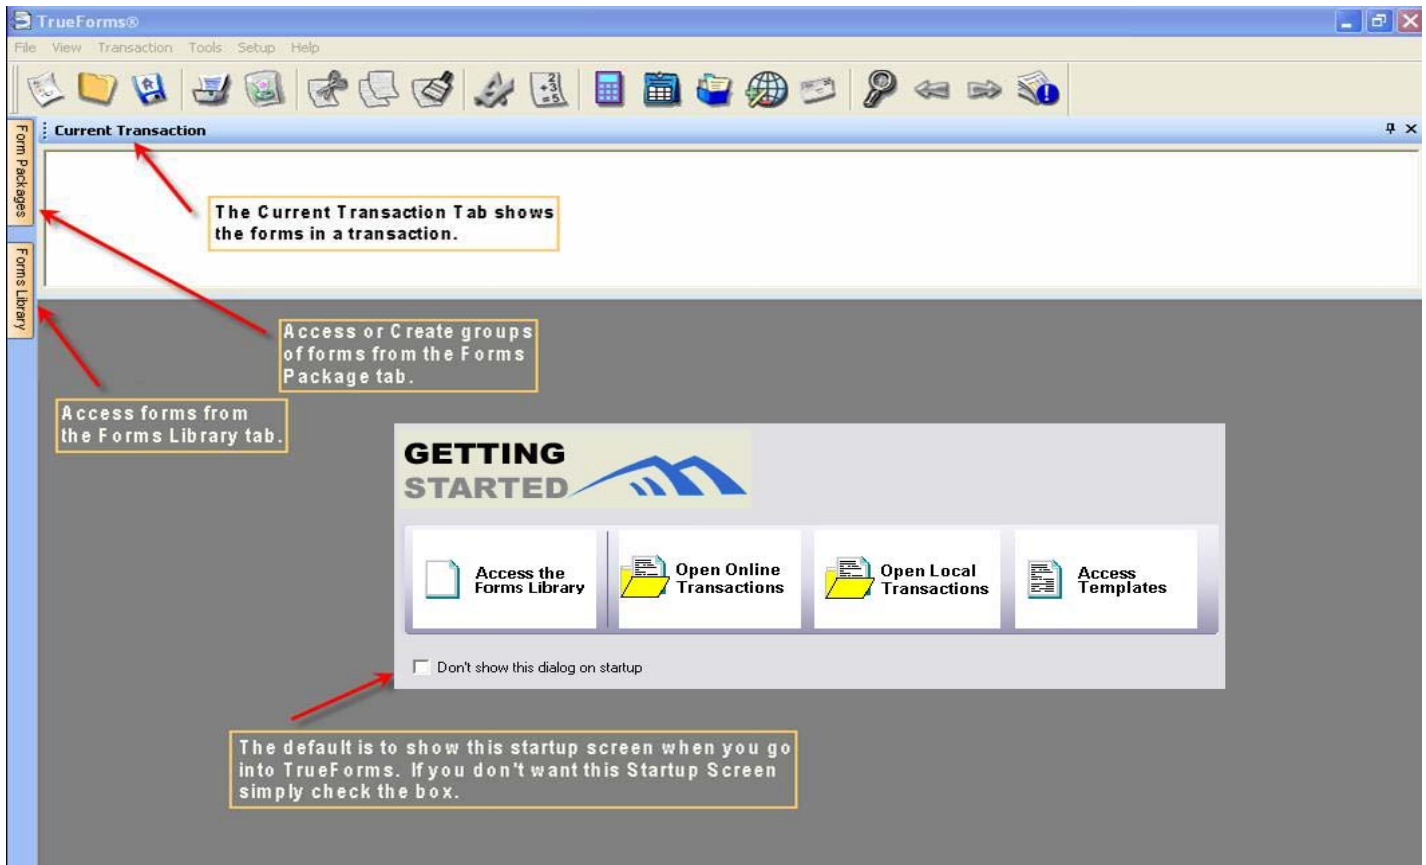 TrueForms®
File View Transaction Tools Setup Help
Form Packages
Current Transaction
The Current Transaction Tab shows
the forms in a transaction.
Forms Library
Access or Create groups
of forms from the Forms
Package tab.
Access forms from
the Forms Library tab.
GETTING
STARTED
Access the
Forms Library
Open Online
Transactions
Open Local
Transactions
Access
Templates
Don't show this dialog on startup
The default is to show this startup screen when you go
into TrueForms. If you don't want this Startup Screen
simply check the box.